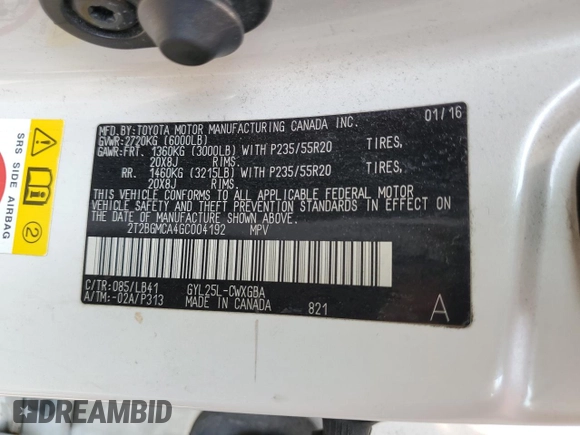 MFD.BY:TOYOTA MOTOR MANUFACTURING CANADA INC. 01/16
GVWR:2720KG (6000LB)
GAWR:FRT. 1360KG (3000LB) WITH P235/55R20 TIRES,
20X8J RIMS.
RR. 1460KG (3215LB) WITH P235/55R20 TIRES,
20X8J RIMS.
THIS VEHICLE CONFORMS TO ALL APPLICABLE FEDERAL MOTOR
VEHICLE SAFETY AND THEFT PREVENTION STANDARDS IN EFFECT ON
THE DATE OF MANUFACTURE SHOWN ABOVE.
2T2BGMCA4GC004192 MPV
C/TR:085/LB41 GYL25L-CWXGBA
A/TM:-02A/P313 MADE IN CANADA 821 A
SRS SIDE AIRBAG
2
DREAMBID